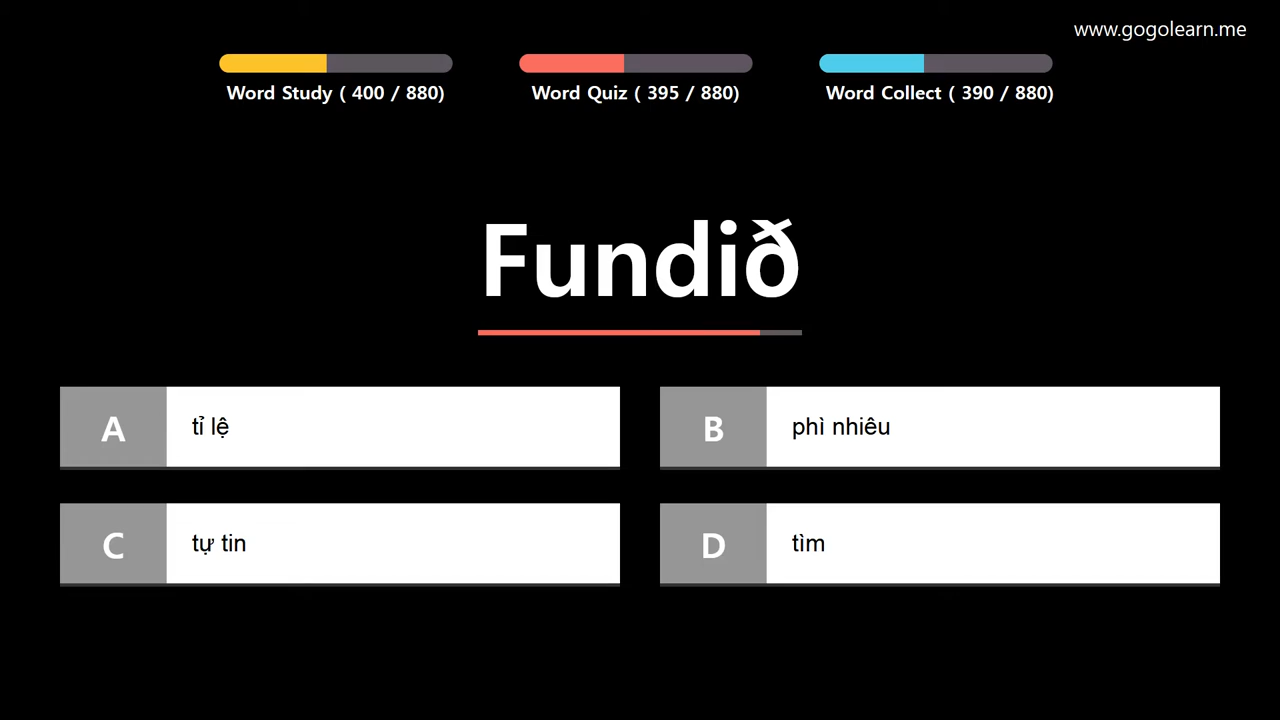 www.gogolearn.me
Word Study ( 400 / 880)
Word Quiz ( 395 / 880)
Word Collect ( 390 / 880)
Fundið
A tỉ lệ
B phì nhiêu
C tự tin
D tìm